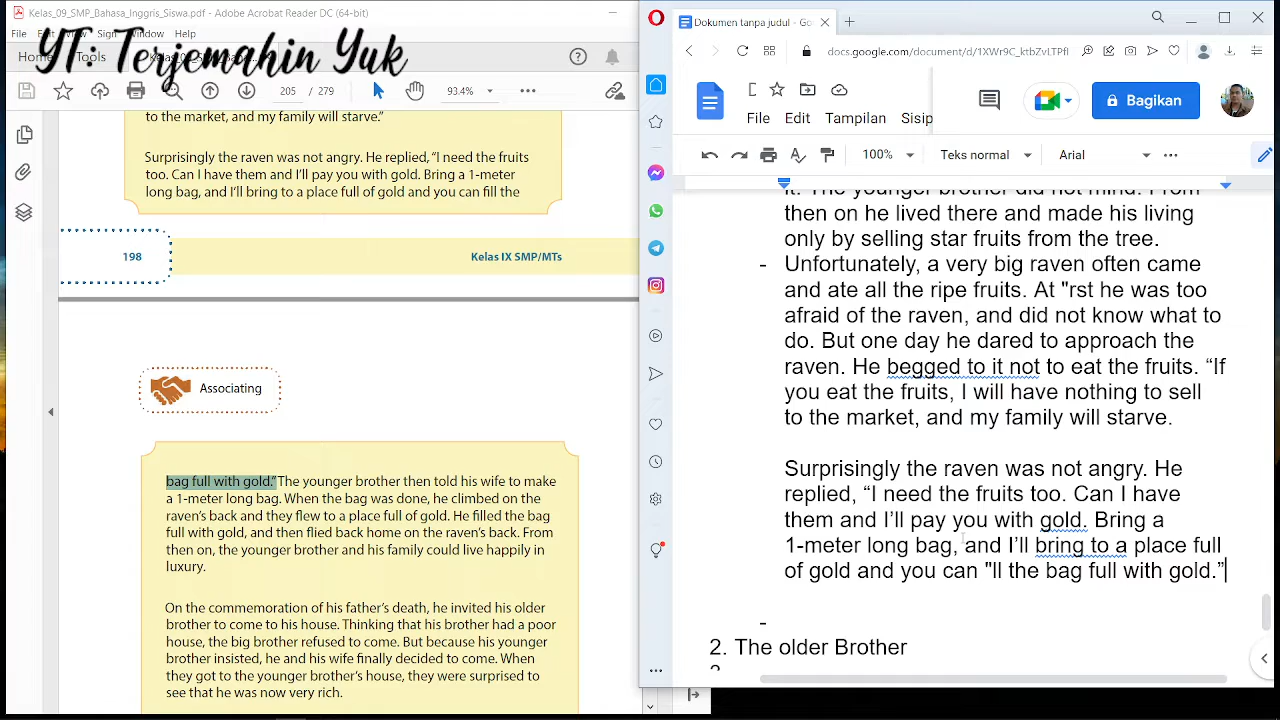 Kelas_09_SMP_Bahasa_Inggris_Siswa.pdf - Adobe Acrobat Reader DC (64-bit)
File Edit View Sign Window Help
YT: Terjemahin Yuk
Home Tools
205 / 279
93.4%
to the market, and my family will starve.”
Surprisingly the raven was not angry. He replied, “I need the fruits
too. Can I have them and I’ll pay you with gold. Bring a 1-meter
long bag, and I’ll bring to a place full of gold and you can fill the
198
Kelas IX SMP/MTs
Associating
bag full with gold.” The younger brother then told his wife to make
a 1-meter long bag. When the bag was done, he climbed on the
raven’s back and they flew to a place full of gold. He filled the bag
full with gold, and then flied back home on the raven’s back. From
then on, the younger brother and his family could live happily in
luxury.
On the commemoration of his father’s death, he invited his older
brother to come to his house. Thinking that his brother had a poor
house, the big brother refused to come. But because his younger
brother insisted, he and his wife finally decided to come. When
they got to the younger brother’s house, they were surprised to
see that he was now very rich.
Dokumen tanpa judul - Go
docs.google.com/document/d/1XWr9C_ktbZvLTPfl
File Edit Tampilan Sisip
Bagikan
100% Teks normal Arial
it. The younger brother did not mind. From
then on he lived there and made his living
only by selling star fruits from the tree.
- Unfortunately, a very big raven often came
and ate all the ripe fruits. At "rst he was too
afraid of the raven, and did not know what to
do. But one day he dared to approach the
raven. He begged to it not to eat the fruits. “If
you eat the fruits, I will have nothing to sell
to the market, and my family will starve.
Surprisingly the raven was not angry. He
replied, “I need the fruits too. Can I have
them and I’ll pay you with gold. Bring a
1-meter long bag, and I’ll bring to a place full
of gold and you can "ll the bag full with gold.”
-
2. The older Brother